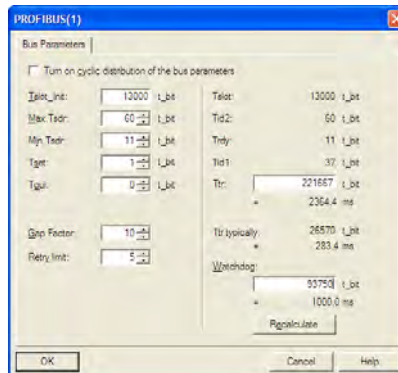 PROFIBUS(1)
Bus Parameters
Turn on cyclic distribution of the bus parameters
Tslot_Init: 13000 t_bit
Max. Tsdr: 60 t_bit
Min. Tsdr: 11 t_bit
Tset: 1 t_bit
Tqui: 0 t_bit
Gap Factor: 10
Retry limit: 5
Tslot: 13000 t_bit
Tid2: 60 t_bit
Trdy: 11 t_bit
Tid1: 37 t_bit
Ttr: 221667 t_bit
= 2364.4 ms
Ttr typically: 26570 t_bit
= 283.4 ms
Watchdog:
93750 t_bit
= 1000.0 ms
Recalculate
OK
Cancel
Help